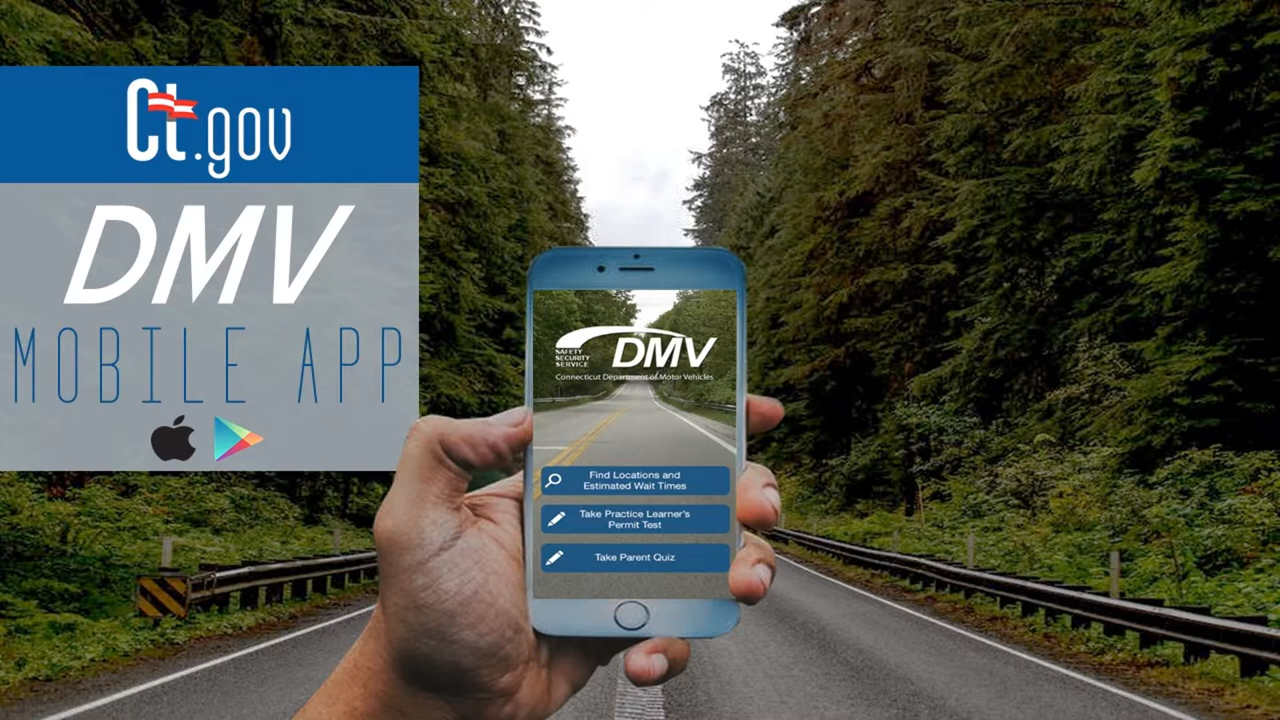 Ct.gov
DMV
MOBILE APP
SAFETY
SECURITY
SERVICE
DMV
Connecticut Department of Motor Vehicles
Find Locations and
Estimated Wait Times
Take Practice Learner's
Permit Test
Take Parent Quiz